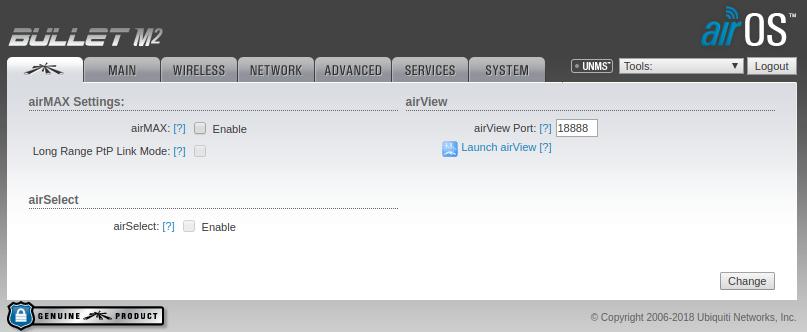 BULLET M2
airOS™
MAIN WIRELESS NETWORK ADVANCED SERVICES SYSTEM
UNMS™ Tools: Logout
airMAX Settings:
airMAX: [?] Enable
Long Range PtP Link Mode: [?]
airView
airView Port: [?] 18888
Launch airView [?]
airSelect
airSelect: [?] Enable
Change
GENUINE PRODUCT
© Copyright 2006-2018 Ubiquiti Networks, Inc.